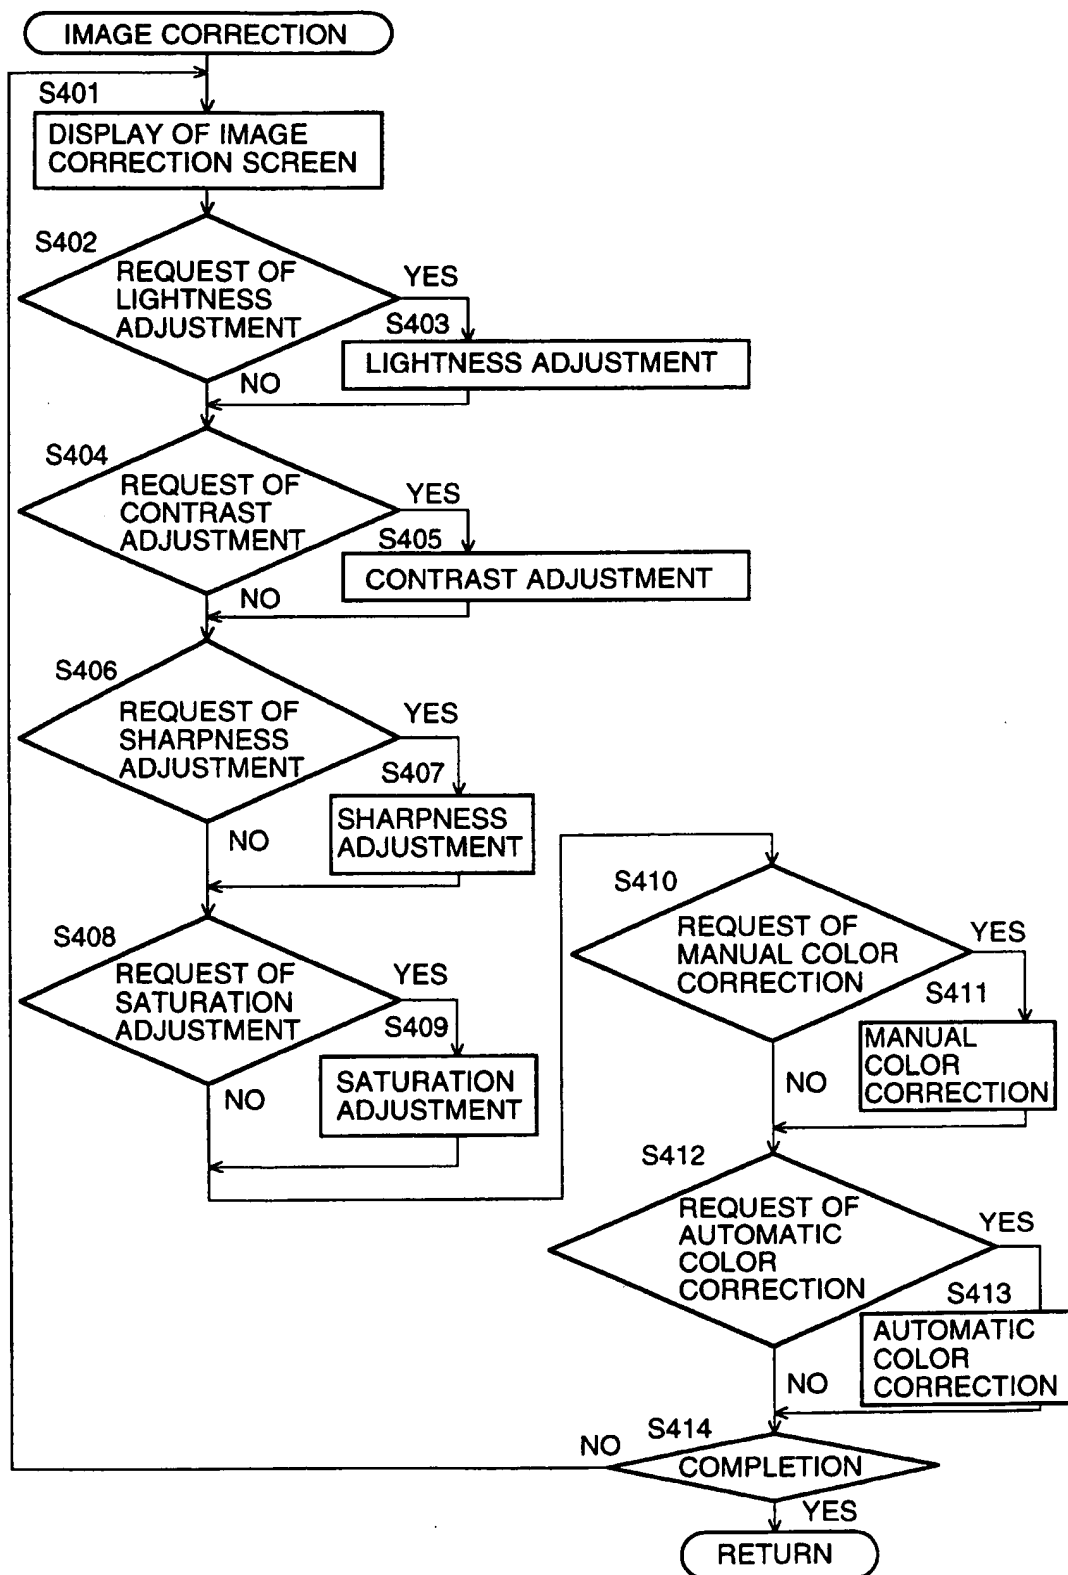 IMAGE CORRECTION
S401
DISPLAY OF IMAGE
CORRECTION SCREEN
S402
REQUEST OF
LIGHTNESS
ADJUSTMENT
YES
S403
LIGHTNESS ADJUSTMENT
NO
S404
REQUEST OF
CONTRAST
ADJUSTMENT
YES
S405
CONTRAST ADJUSTMENT
NO
S406
REQUEST OF
SHARPNESS
ADJUSTMENT
YES
S407
SHARPNESS
ADJUSTMENT
NO
S408
REQUEST OF
SATURATION
ADJUSTMENT
YES
S409
SATURATION
ADJUSTMENT
NO
S410
REQUEST OF
MANUAL COLOR
CORRECTION
YES
S411
MANUAL
COLOR
CORRECTION
NO
S412
REQUEST OF
AUTOMATIC
COLOR
CORRECTION
YES
S413
AUTOMATIC
COLOR
CORRECTION
NO
S414
COMPLETION
NO
YES
RETURN